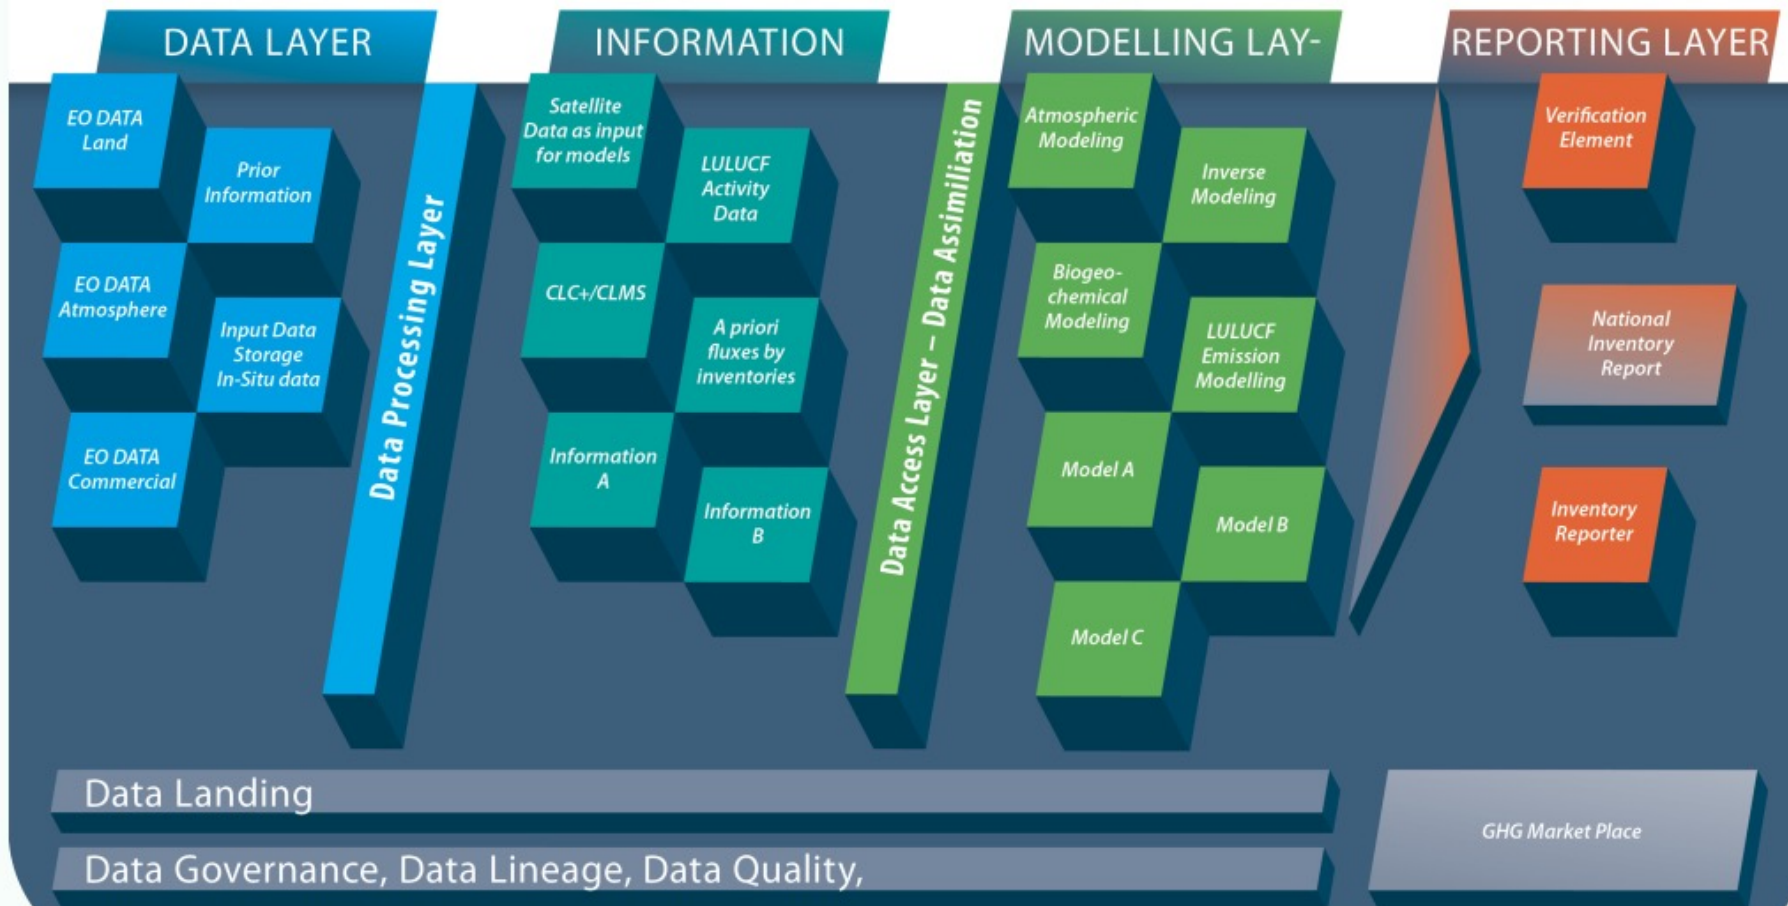 DATA LAYER
INFORMATION
MODELLING LAY-
REPORTING LAYER
EO DATA
Land
Prior
Information
EO DATA
Atmosphere
Input Data
Storage
In-Situ data
EO DATA
Commercial
Data Processing Layer
Satellite
Data as input
for models
LULUCF
Activity
Data
CLC+/CLMS
A priori
fluxes by
inventories
Information
A
Information
B
Data Access Layer – Data Assimiliation
Atmospheric
Modeling
Inverse
Modeling
Biogeo-
chemical
Modeling
LULUCF
Emission
Modelling
Model A
Model B
Model C
Verification
Element
National
Inventory
Report
Inventory
Reporter
Data Landing
GHG Market Place
Data Governance, Data Lineage, Data Quality,